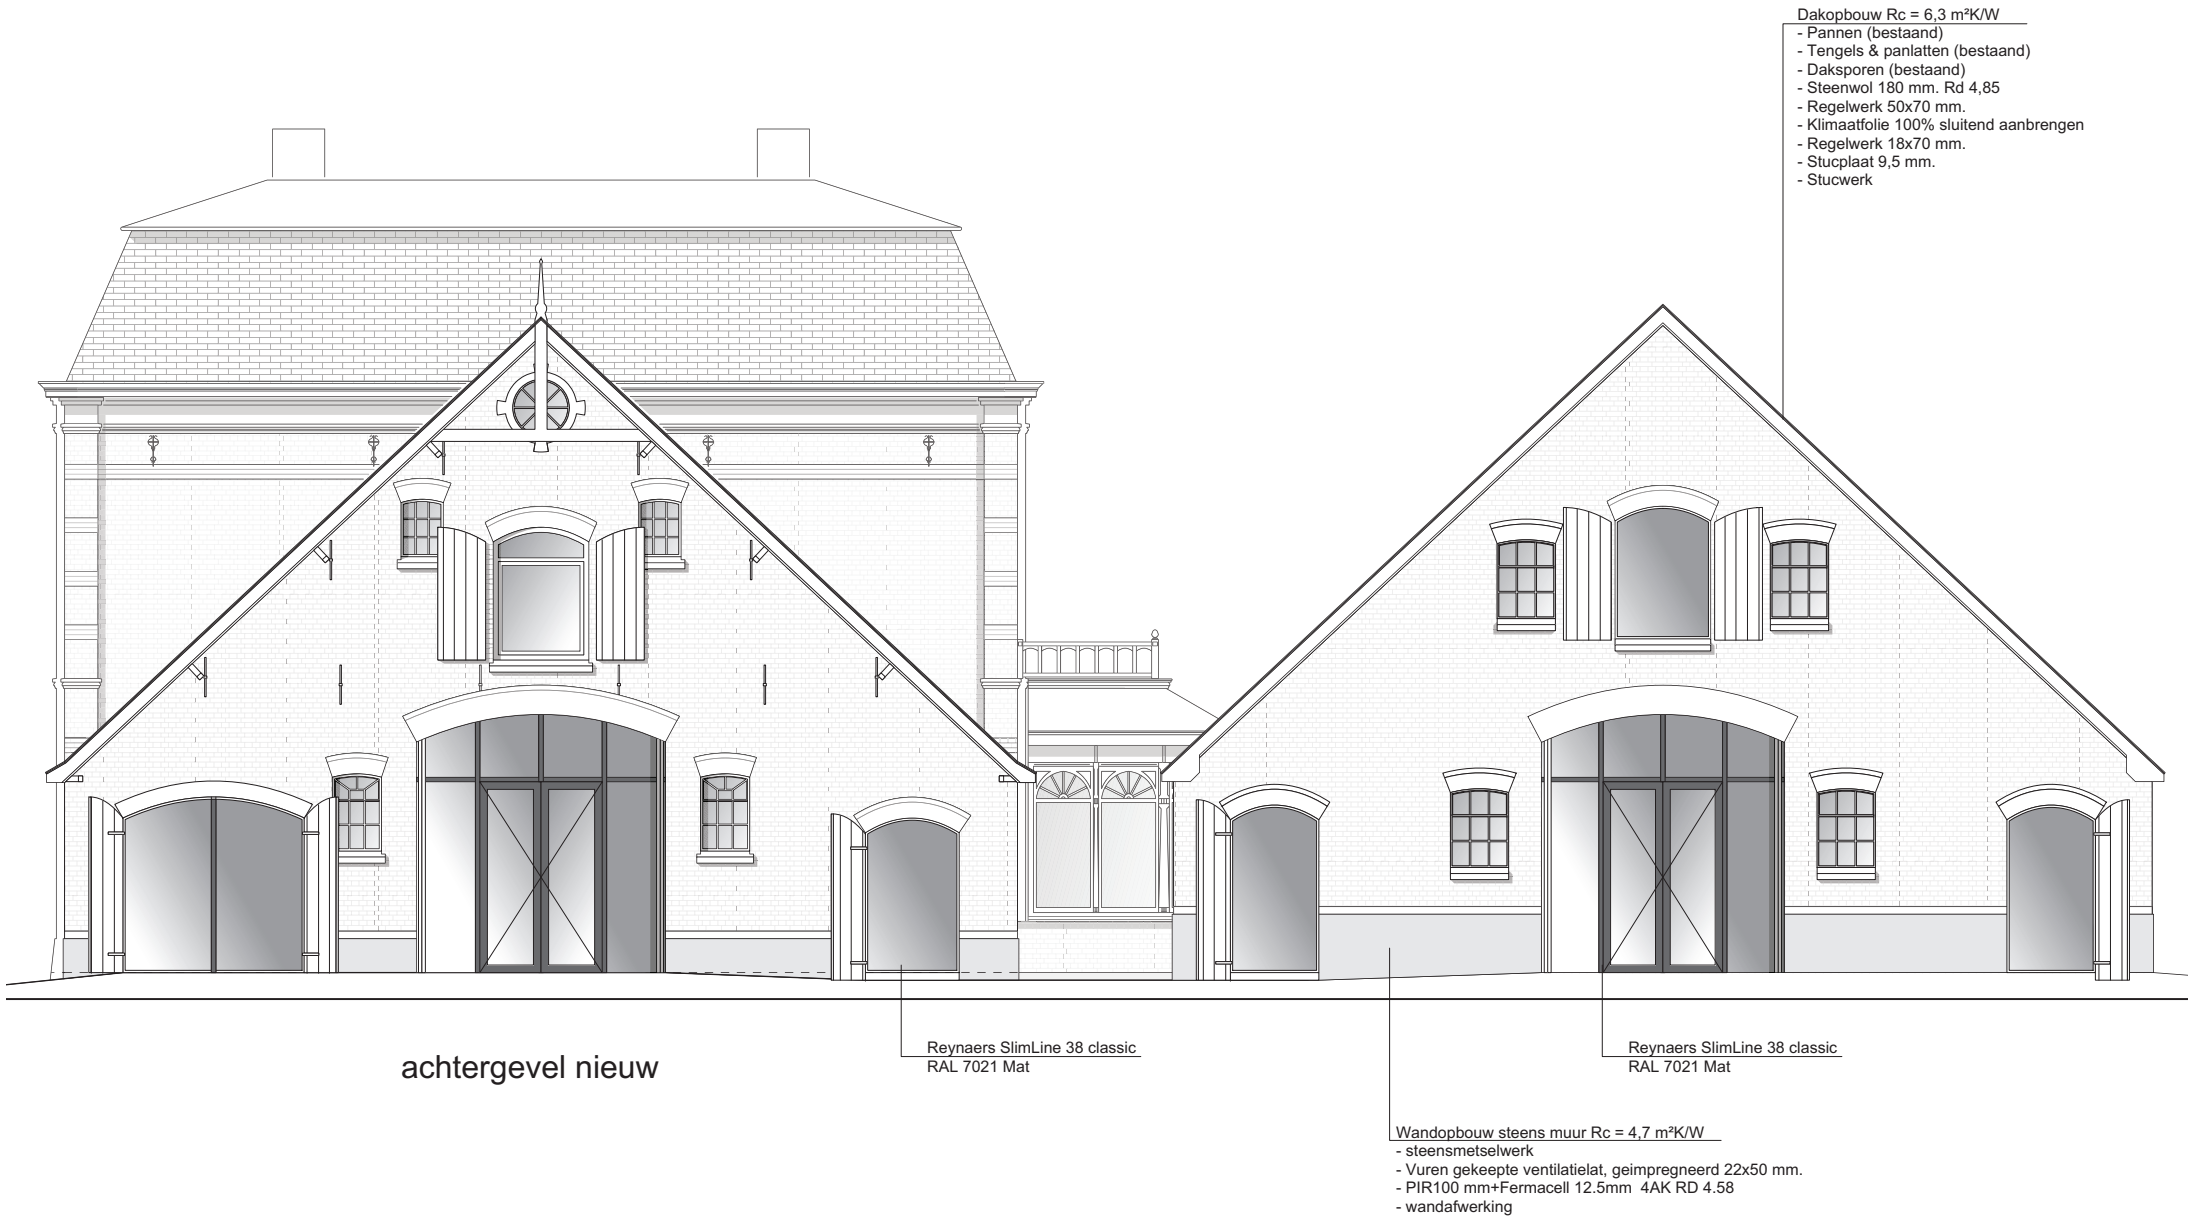 Dakopbouw Rc = 6,3 m²K/W
- Pannen (bestaand)
- Tengels & panlatten (bestaand)
- Daksporen (bestaand)
- Steenwol 180 mm. Rd 4,85
- Regelwerk 50x70 mm.
- Klimaatfolie 100% sluitend aanbrengen
- Regelwerk 18x70 mm.
- Stucplaat 9,5 mm.
- Stucwerk
achtergevel nieuw
Reynaers SlimLine 38 classic
RAL 7021 Mat
Reynaers SlimLine 38 classic
RAL 7021 Mat
Wandopbouw steens muur Rc = 4,7 m²K/W
- steensmetselwerk
- Vuren gekeepte ventilatielat, geimpregneerd 22x50 mm.
- PIR100 mm+Fermacell 12.5mm  4AK RD 4.58
- wandafwerking